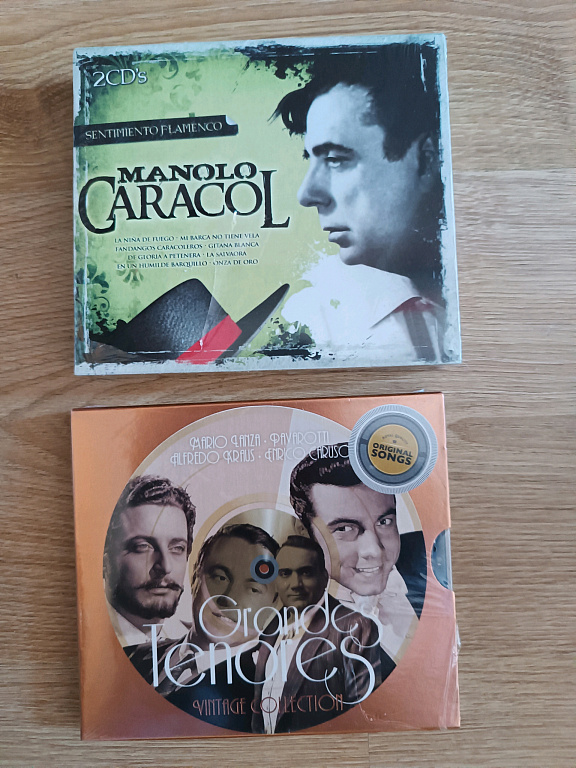 2CD's
SENTIMIENTO FLAMENCO
MANOLO
CARACOL
LA NIÑA DE FUEGO · MI BARCA NO TIENE VELA
FANDANGOS CARACOLEROS · GITANA BLANCA
DE GLORIA A PETENERA · LA SALVAORA
EN UN HUMILDE BARQUILLO · ONZA DE ORO
MARIO LANZA · PAVAROTTI
ALFREDO KRAUS · ENRICO CARUSO
ORIGINAL
SONGS
Grandes
Tenores
VINTAGE COLLECTION